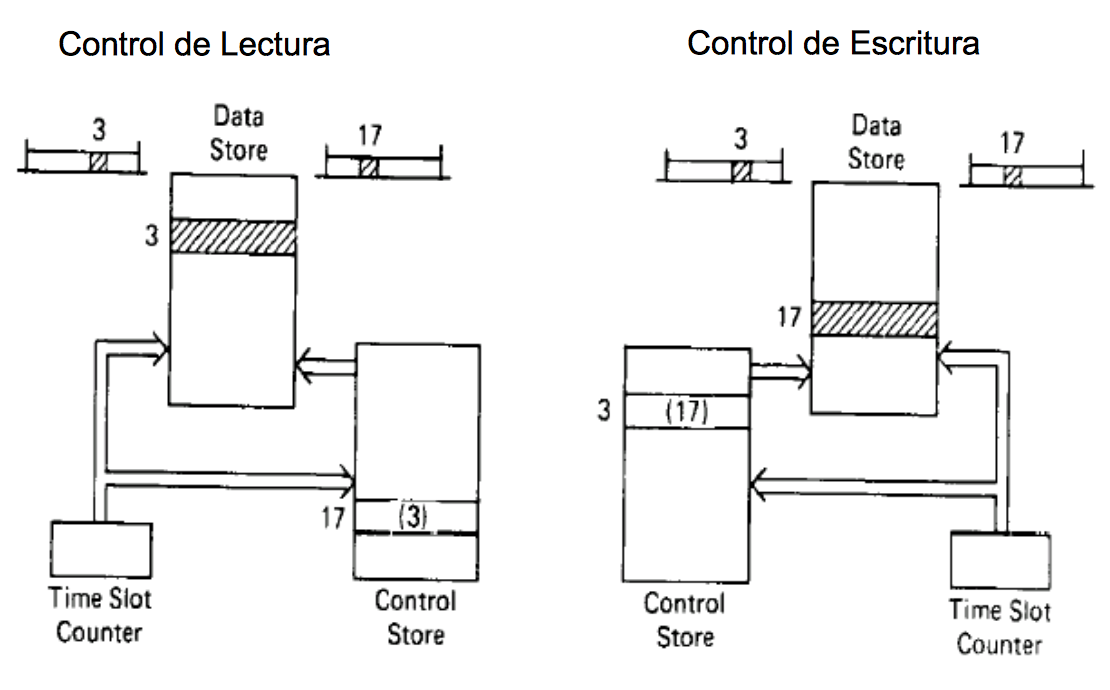 Control de Lectura
3
Data
Store
17
3
17
(3)
Time Slot
Counter
Control
Store
Control de Escritura
3
Data
Store
17
17
3
(17)
Control
Store
Time Slot
Counter